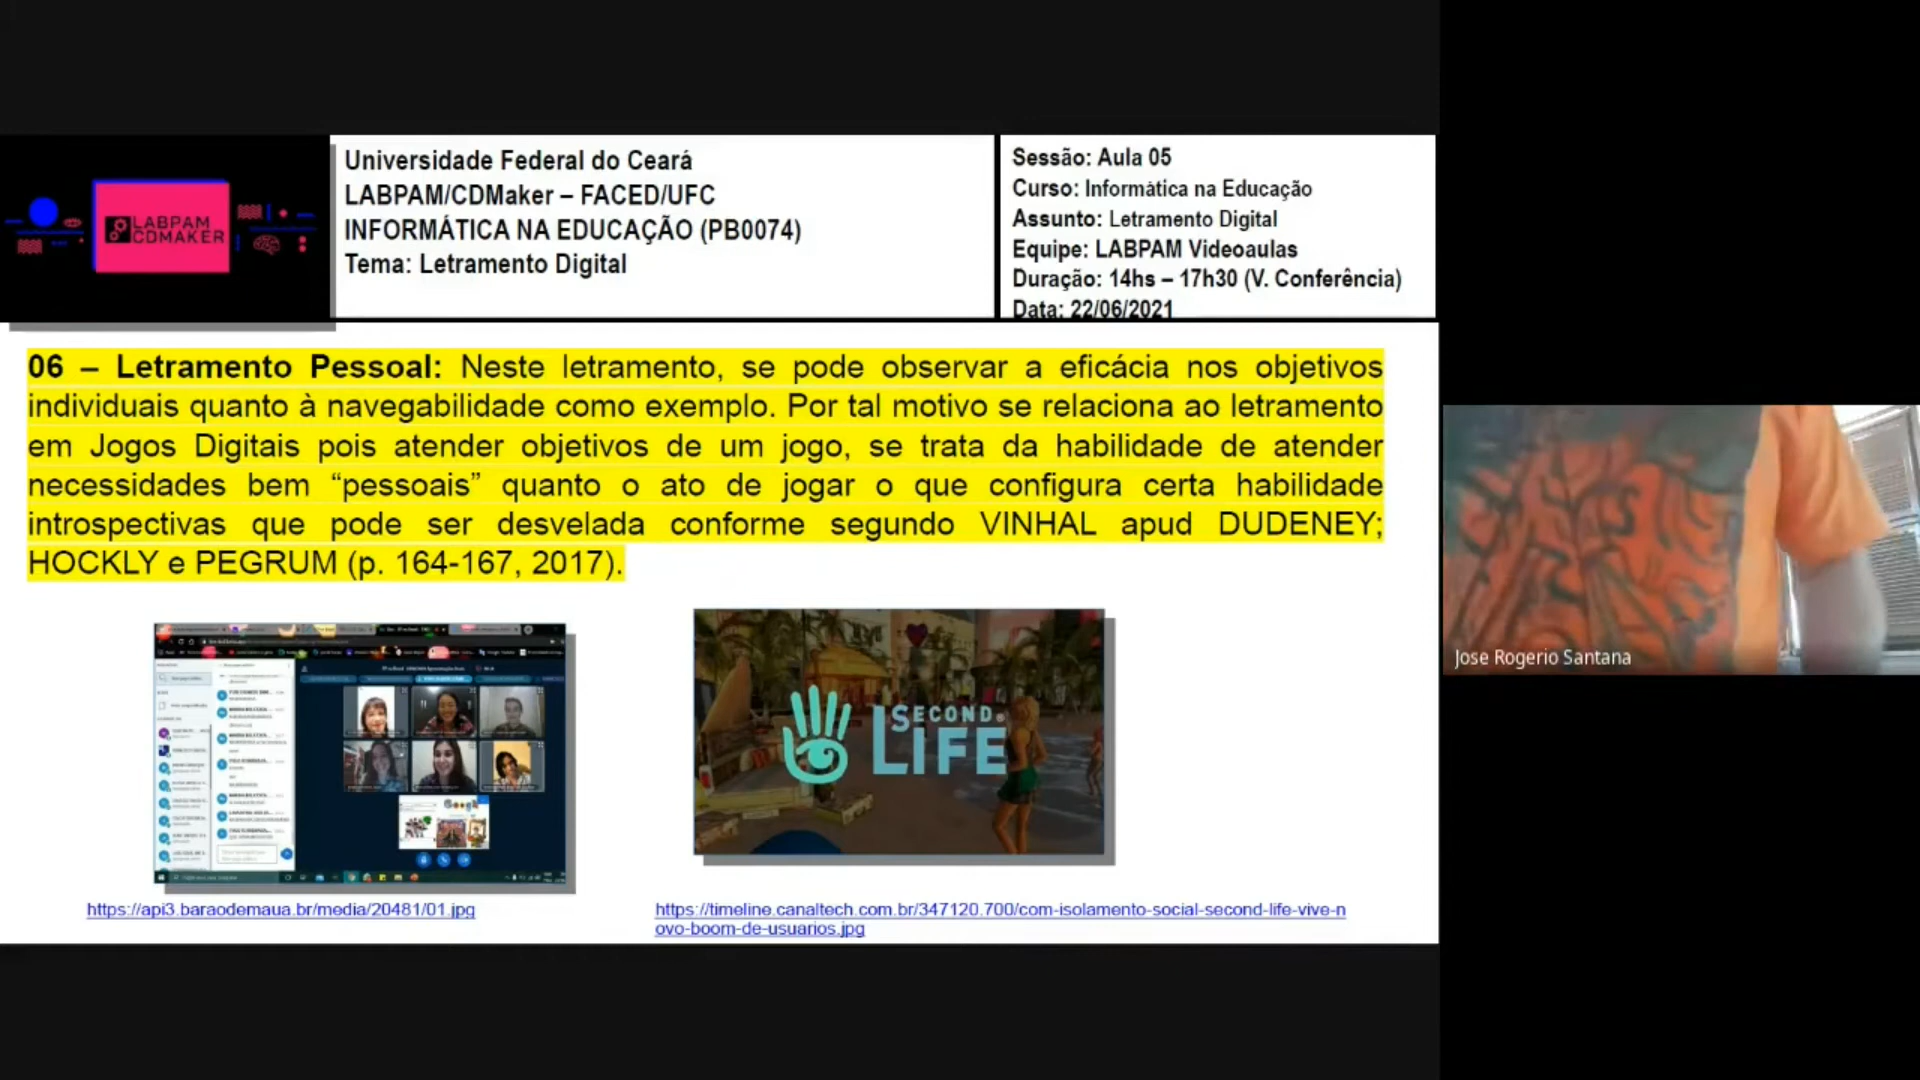 LABPAM
CDMAKER
Universidade Federal do Ceará
LABPAM/CDMaker – FACED/UFC
INFORMÁTICA NA EDUCAÇÃO (PB0074)
Tema: Letramento Digital
Sessão: Aula 05
Curso: Informàtica na Educação
Assunto: Letramento Digital
Equipe: LABPAM Videoaulas
Duração: 14hs – 17h30 (V. Conferência)
Data: 22/06/2021
06 – Letramento Pessoal: Neste letramento, se pode observar a eficácia nos objetivos
individuais quanto à navegabilidade como exemplo. Por tal motivo se relaciona ao letramento
em Jogos Digitais pois atender objetivos de um jogo, se trata da habilidade de atender
necessidades bem “pessoais” quanto o ato de jogar o que configura certa habilidade
introspectivas que pode ser desvelada conforme segundo VINHAL apud DUDENEY;
HOCKLY e PEGRUM (p. 164-167, 2017).
SECOND®
LIFE
https://api3.baraodemaua.br/media/20481/01.jpg
https://timeline.canaltech.com.br/347120.700/com-isolamento-social-second-life-vive-n
ovo-boom-de-usuarios.jpg
Jose Rogerio Santana